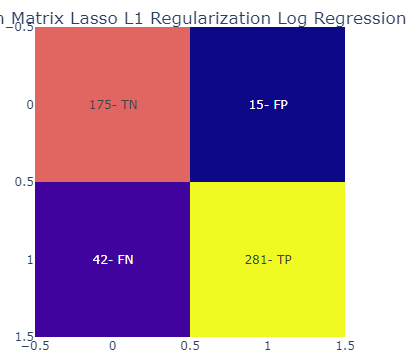 n Matrix Lasso L1 Regularization Log Regression
−0.5
0
175- TN
15- FP
0.5
1
42- FN
281- TP
1.5
−0.5
0
0.5
1
1.5